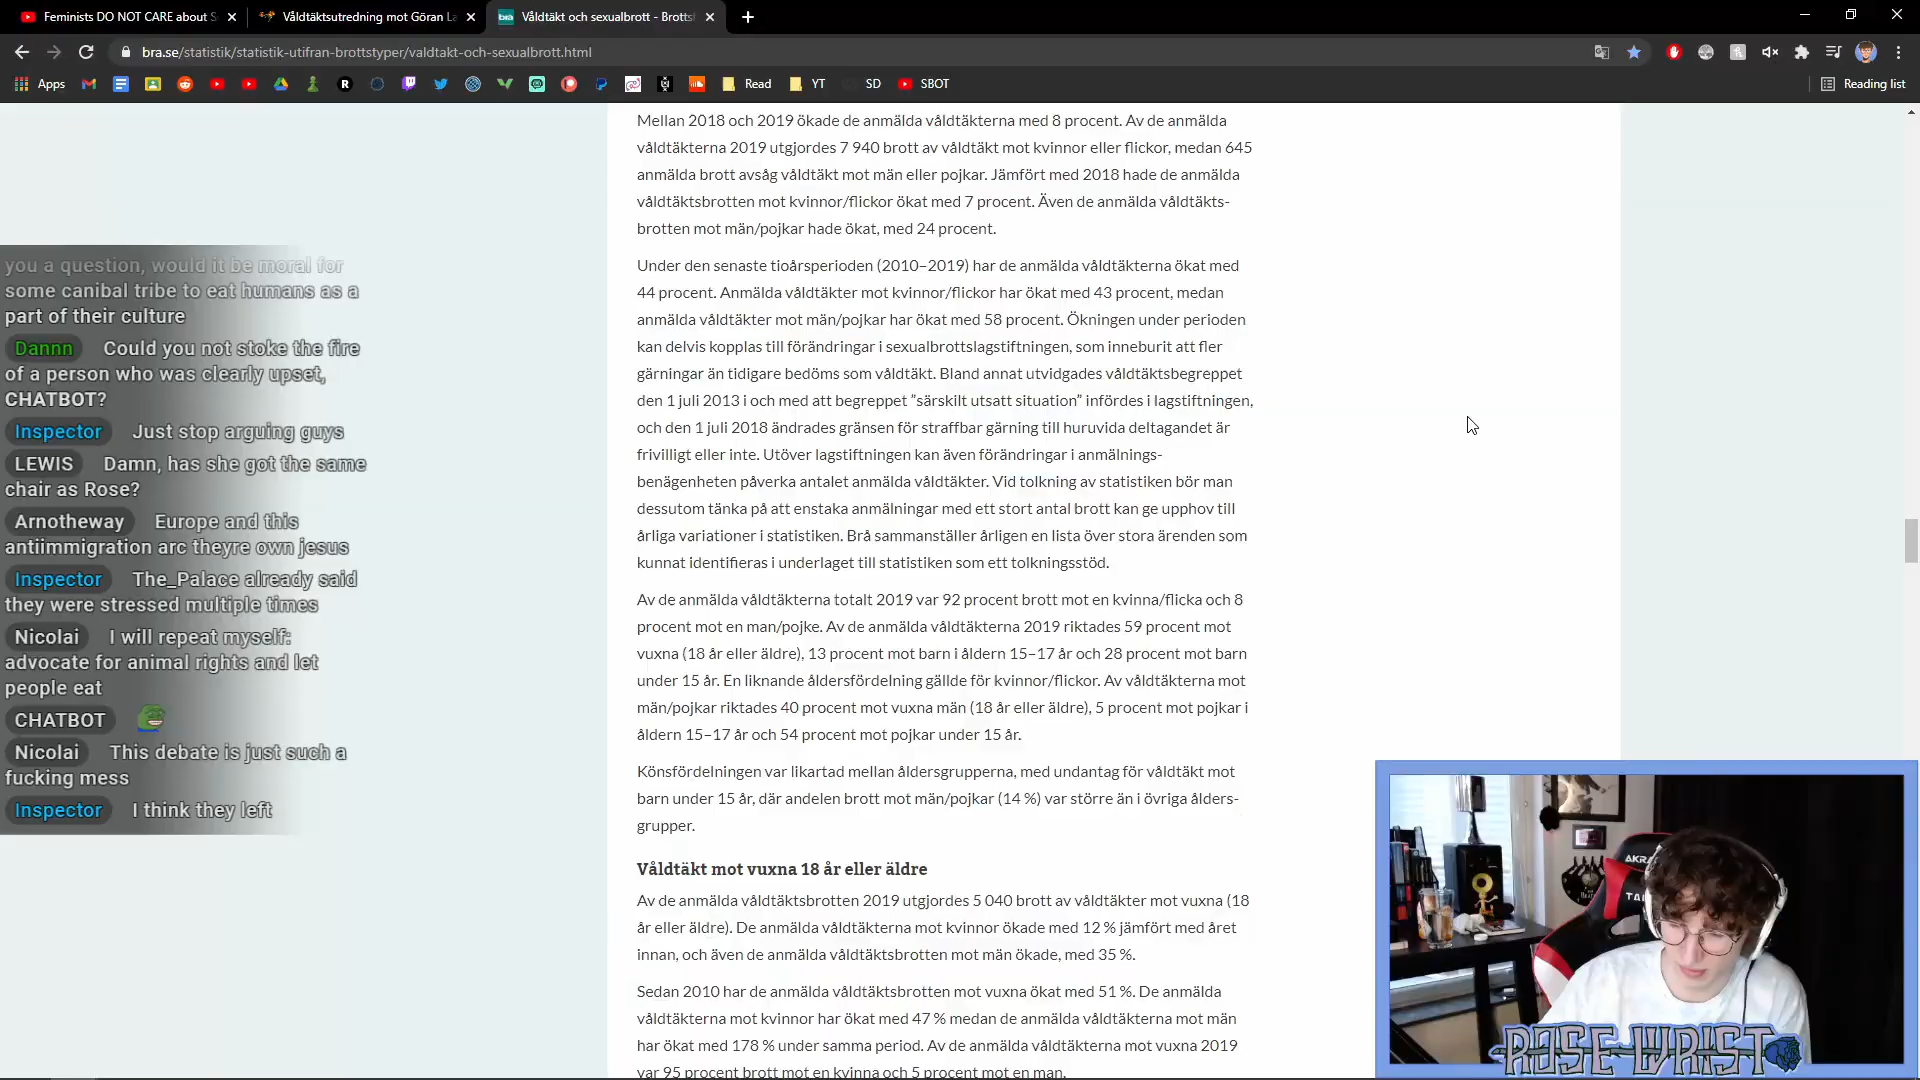 Feminists DO NOT CARE about S
Våldtäktsutredning mot Göran La
Våldtäkt och sexualbrott - Brotts
bra.se/statistik/statistik-utifran-brottstyper/valdtakt-och-sexualbrott.html
Apps
Read
YT
SD
SBOT
Reading list
you a question, would it be moral for
some canibal tribe to eat humans as a
part of their culture
Dannn Could you not stoke the fire
of a person who was clearly upset,
CHATBOT?
Inspector Just stop arguing guys
LEWIS Damn, has she got the same
chair as Rose?
Arnotheway Europe and this
antiimmigration arc theyre own jesus
Inspector The_Palace already said
they were stressed multiple times
Nicolai I will repeat myself:
advocate for animal rights and let
people eat
CHATBOT
Nicolai This debate is just such a
fucking mess
Inspector I think they left
Mellan 2018 och 2019 ökade de anmälda våldtäkterna med 8 procent. Av de anmälda
våldtäkterna 2019 utgjordes 7 940 brott av våldtäkt mot kvinnor eller flickor, medan 645
anmälda brott avsåg våldtäkt mot män eller pojkar. Jämfört med 2018 hade de anmälda
våldtäktsbrotten mot kvinnor/flickor ökat med 7 procent. Även de anmälda våldtäkts-
brotten mot män/pojkar hade ökat, med 24 procent.
Under den senaste tioårsperioden (2010–2019) har de anmälda våldtäkterna ökat med
44 procent. Anmälda våldtäkter mot kvinnor/flickor har ökat med 43 procent, medan
anmälda våldtäkter mot män/pojkar har ökat med 58 procent. Ökningen under perioden
kan delvis kopplas till förändringar i sexualbrottslagstiftningen, som inneburit att fler
gärningar än tidigare bedöms som våldtäkt. Bland annat utvidgades våldtäktsbegreppet
den 1 juli 2013 i och med att begreppet ”särskilt utsatt situation” infördes i lagstiftningen,
och den 1 juli 2018 ändrades gränsen för straffbar gärning till huruvida deltagandet är
frivilligt eller inte. Utöver lagstiftningen kan även förändringar i anmälnings-
benägenheten påverka antalet anmälda våldtäkter. Vid tolkning av statistiken bör man
dessutom tänka på att enstaka anmälningar med ett stort antal brott kan ge upphov till
årliga variationer i statistiken. Brå sammanställer årligen en lista över stora ärenden som
kunnat identifieras i underlaget till statistiken som ett tolkningsstöd.
Av de anmälda våldtäkterna totalt 2019 var 92 procent brott mot en kvinna/flicka och 8
procent mot en man/pojke. Av de anmälda våldtäkterna 2019 riktades 59 procent mot
vuxna (18 år eller äldre), 13 procent mot barn i åldern 15–17 år och 28 procent mot barn
under 15 år. En liknande åldersfördelning gällde för kvinnor/flickor. Av våldtäkterna mot
män/pojkar riktades 40 procent mot vuxna män (18 år eller äldre), 5 procent mot pojkar i
åldern 15–17 år och 54 procent mot pojkar under 15 år.
Könsfördelningen var likartad mellan åldersgrupperna, med undantag för våldtäkt mot
barn under 15 år, där andelen brott mot män/pojkar (14 %) var större än i övriga ålders-
grupper.
Våldtäkt mot vuxna 18 år eller äldre
Av de anmälda våldtäktsbrotten 2019 utgjordes 5 040 brott av våldtäkter mot vuxna (18
år eller äldre). De anmälda våldtäkterna mot kvinnor ökade med 12 % jämfört med året
innan, och även de anmälda våldtäktsbrotten mot män ökade, med 35 %.
Sedan 2010 har de anmälda våldtäktsbrotten mot vuxna ökat med 51 %. De anmälda
våldtäkterna mot kvinnor har ökat med 47 % medan de anmälda våldtäkterna mot män
har ökat med 178 % under samma period. Av de anmälda våldtäkterna mot vuxna 2019
var 95 procent brott mot en kvinna och 5 procent mot en man.
ROSE WRIST